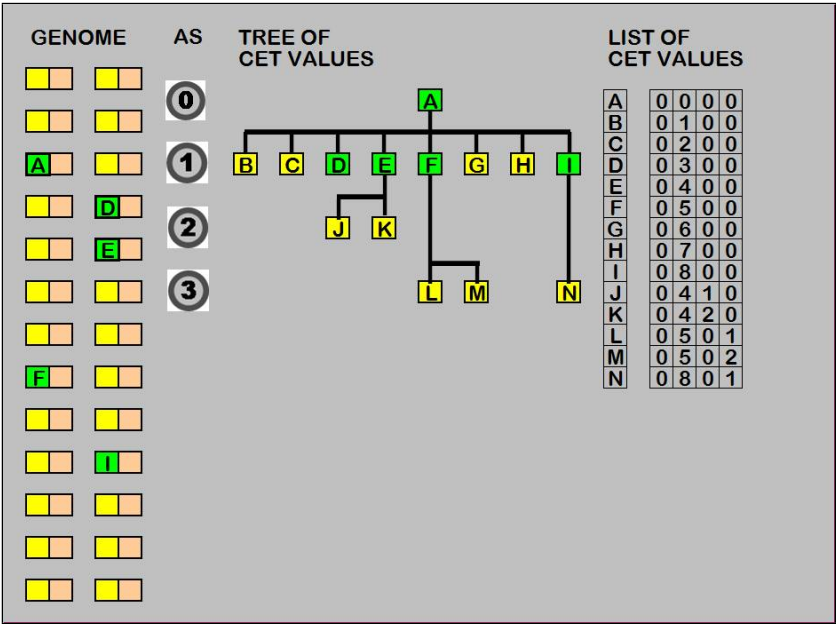 GENOME AS TREE OF CET VALUES LIST OF CET VALUES
0
A
A 0 0 0 0
B 0 1 0 0
A 1 B C D E F G H I
C 0 2 0 0
D 0 3 0 0
D
E 0 4 0 0
F 0 5 0 0
2 J K
G 0 6 0 0
E
H 0 7 0 0
I 0 8 0 0
3 L M N
J 0 4 1 0
K 0 4 2 0
L 0 5 0 1
M 0 5 0 2
F
N 0 8 0 1
I